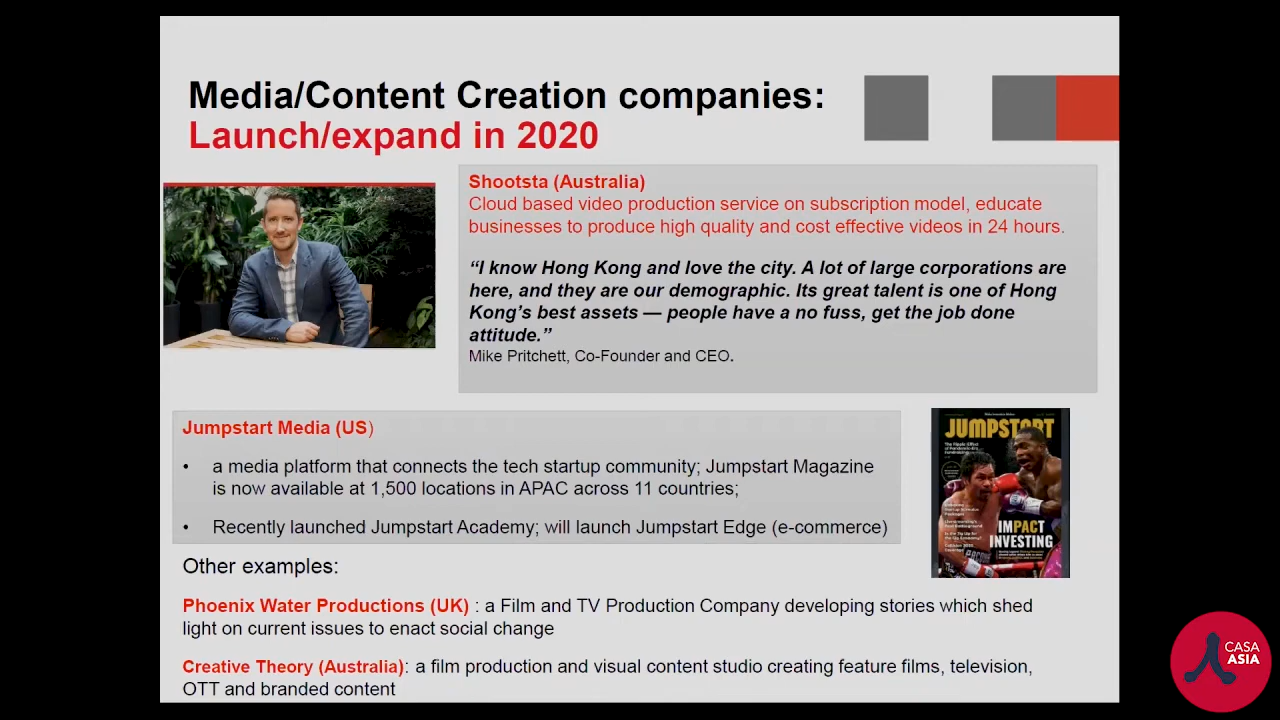 Media/Content Creation companies:
Launch/expand in 2020
Shootsta (Australia)
Cloud based video production service on subscription model, educate
businesses to produce high quality and cost effective videos in 24 hours.
“I know Hong Kong and love the city. A lot of large corporations are
here, and they are our demographic. Its great talent is one of Hong
Kong’s best assets — people have a no fuss, get the job done
attitude.”
Mike Pritchett, Co-Founder and CEO.
Jumpstart Media (US)
• a media platform that connects the tech startup community; Jumpstart Magazine
is now available at 1,500 locations in APAC across 11 countries;
• Recently launched Jumpstart Academy; will launch Jumpstart Edge (e-commerce)
JUMPSTART
IMPACT
INVESTING
Other examples:
Phoenix Water Productions (UK) : a Film and TV Production Company developing stories which shed
light on current issues to enact social change
Creative Theory (Australia): a film production and visual content studio creating feature films, television,
OTT and branded content
CASA
ASIA